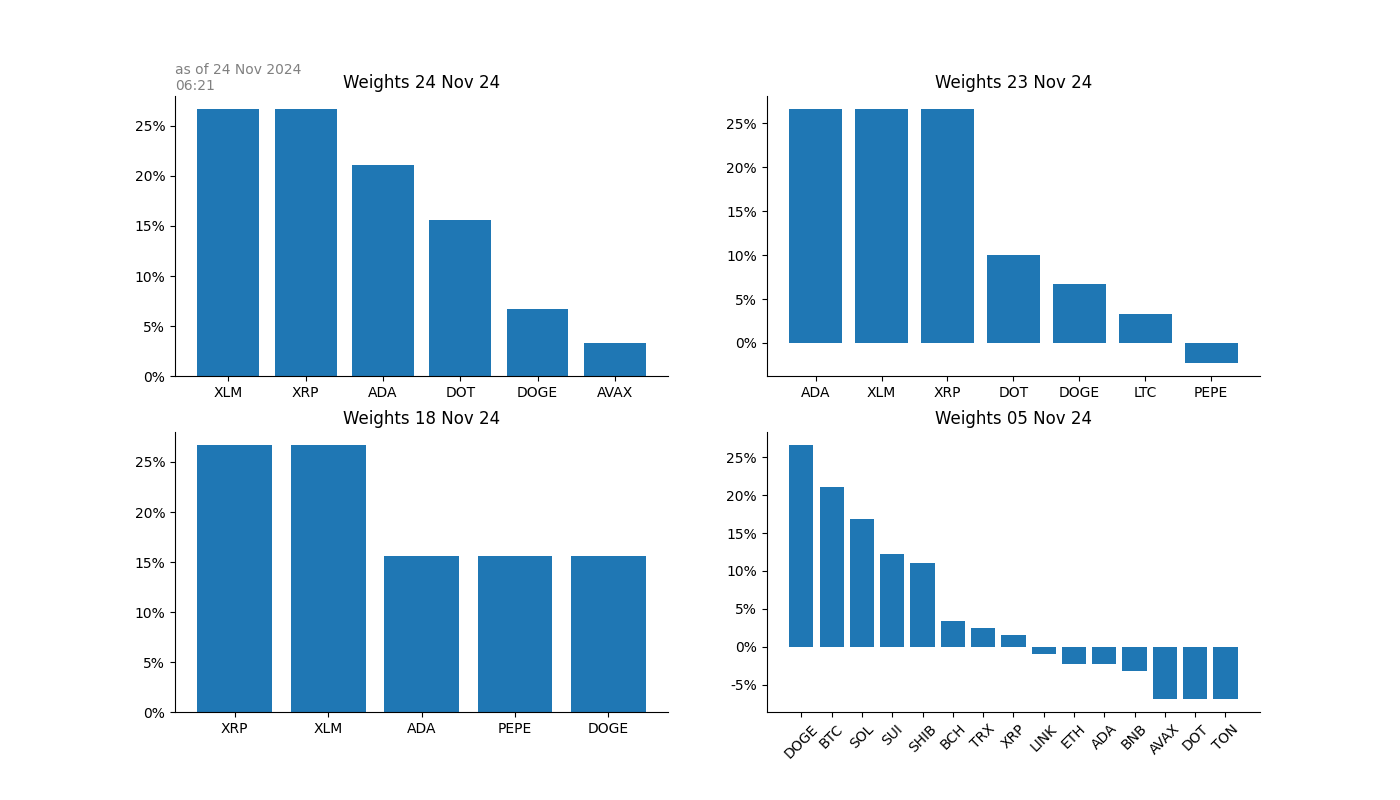 as of 24 Nov 2024
06:21
Weights 24 Nov 24
25%
20%
15%
10%
5%
0%
XLM XRP ADA DOT DOGE AVAX
Weights 23 Nov 24
25%
20%
15%
10%
5%
0%
ADA XLM XRP DOT DOGE LTC PEPE
Weights 18 Nov 24
25%
20%
15%
10%
5%
0%
XRP XLM ADA PEPE DOGE
Weights 05 Nov 24
25%
20%
15%
10%
5%
0%
-5%
DOGE BTC SOL SUI SHIB BCH TRX XRP LINK ETH ADA BNB AVAX DOT TON